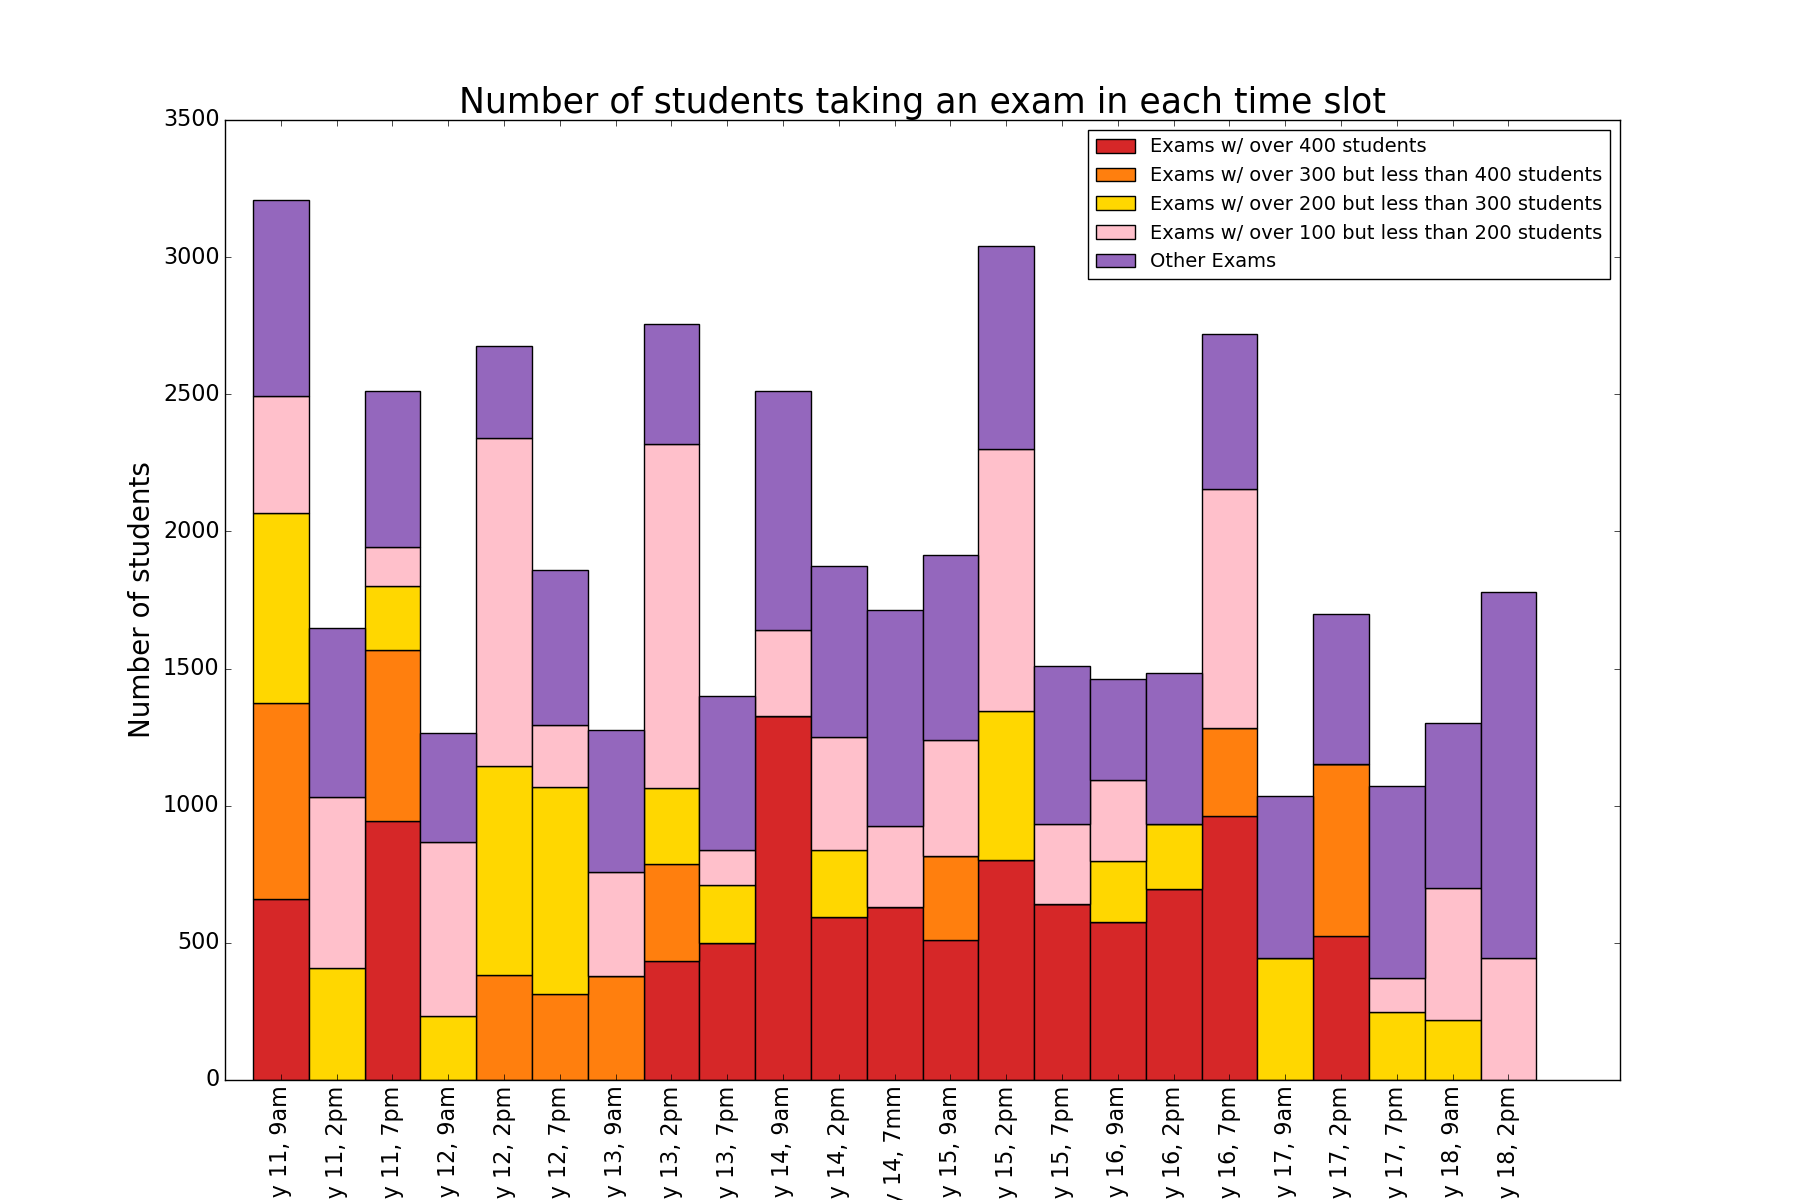 Number of students taking an exam in each time slot
Number of students
3500
3000
2500
2000
1500
1000
500
0
Exams w/ over 400 students
Exams w/ over 300 but less than 400 students
Exams w/ over 200 but less than 300 students
Exams w/ over 100 but less than 200 students
Other Exams
y 11, 9am
y 11, 2pm
y 11, 7pm
y 12, 9am
y 12, 2pm
y 12, 7pm
y 13, 9am
y 13, 2pm
y 13, 7pm
y 14, 9am
y 14, 2pm
y 14, 7mm
y 15, 9am
y 15, 2pm
y 15, 7pm
y 16, 9am
y 16, 2pm
y 16, 7pm
y 17, 9am
y 17, 2pm
y 17, 7pm
y 18, 9am
y 18, 2pm